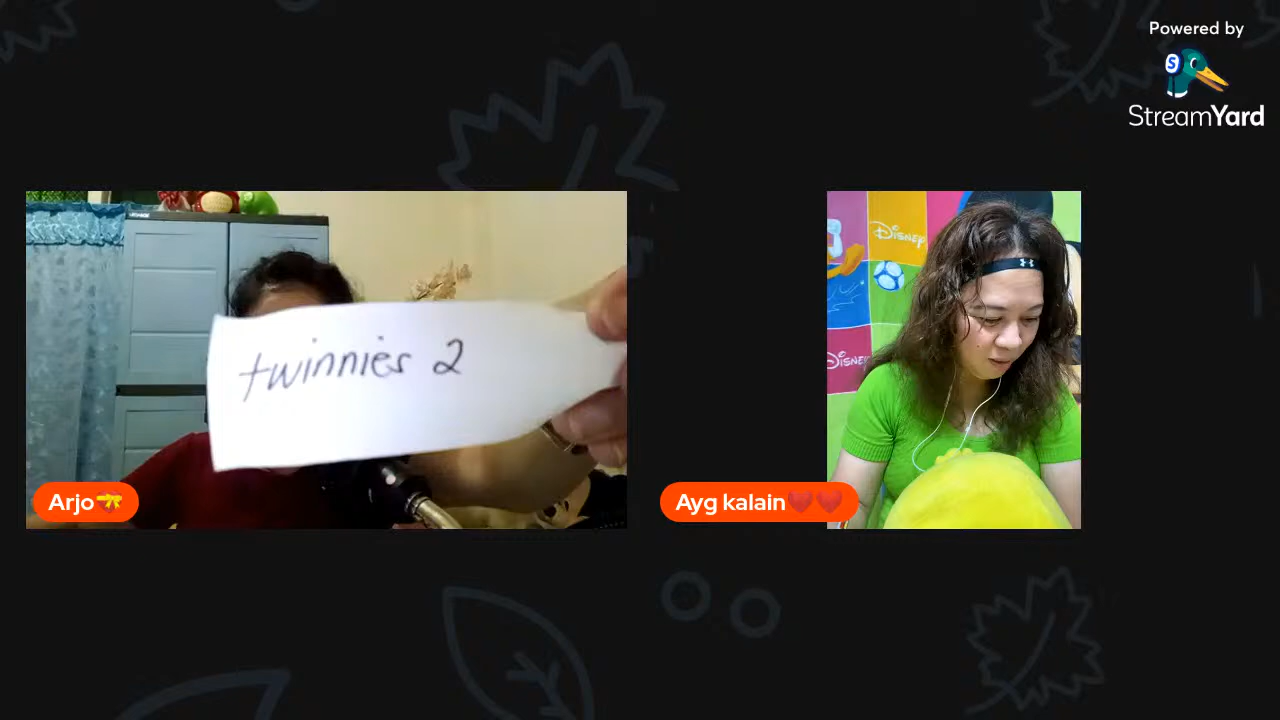 Powered by
StreamYard
DISNEY
DISNEY
twinnies 2
Arjo
Ayg kalain